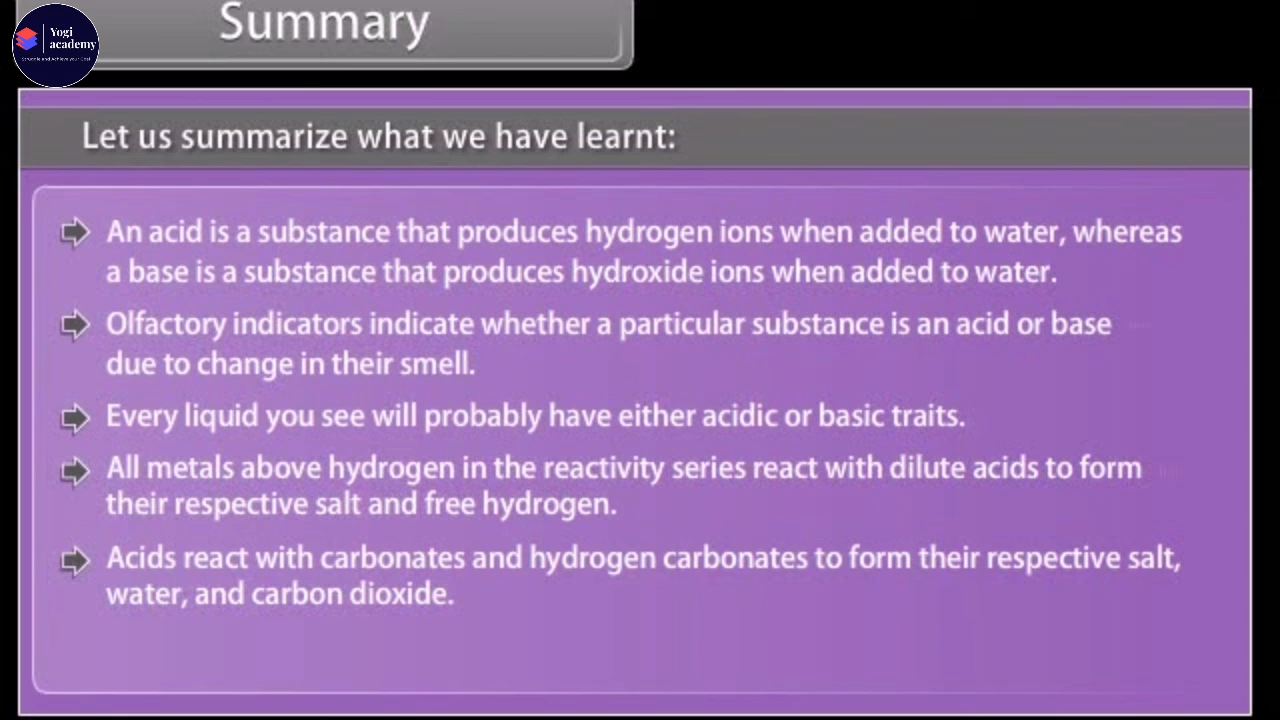 Summary
Yogi
academy
Struggle and Achieve your Goal
Let us summarize what we have learnt:
An acid is a substance that produces hydrogen ions when added to water, whereas
a base is a substance that produces hydroxide ions when added to water.
Olfactory indicators indicate whether a particular substance is an acid or base
due to change in their smell.
Every liquid you see will probably have either acidic or basic traits.
All metals above hydrogen in the reactivity series react with dilute acids to form
their respective salt and free hydrogen.
Acids react with carbonates and hydrogen carbonates to form their respective salt,
water, and carbon dioxide.